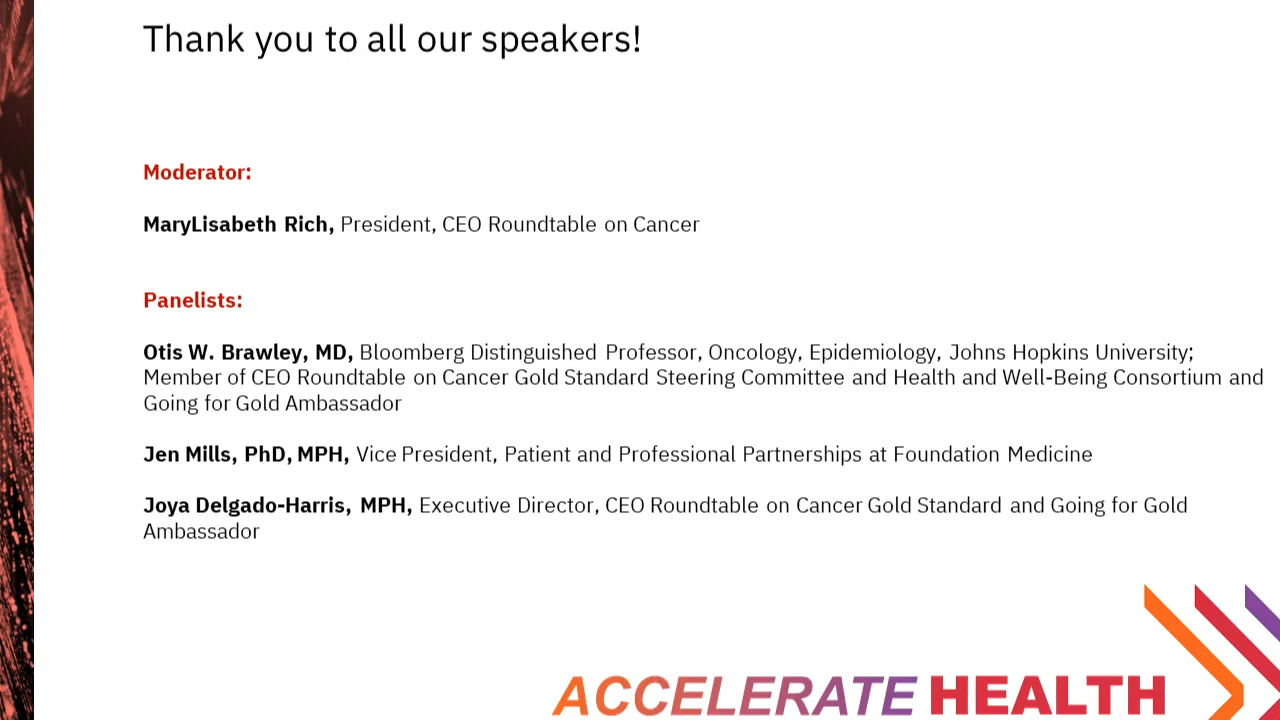 Thank you to all our speakers!
Moderator:
MaryLisabeth Rich, President, CEO Roundtable on Cancer
Panelists:
Otis W. Brawley, MD, Bloomberg Distinguished Professor, Oncology, Epidemiology, Johns Hopkins University;
Member of CEO Roundtable on Cancer Gold Standard Steering Committee and Health and Well-Being Consortium and
Going for Gold Ambassador
Jen Mills, PhD, MPH, Vice President, Patient and Professional Partnerships at Foundation Medicine
Joya Delgado-Harris, MPH, Executive Director, CEO Roundtable on Cancer Gold Standard and Going for Gold
Ambassador
ACCELERATE HEALTH